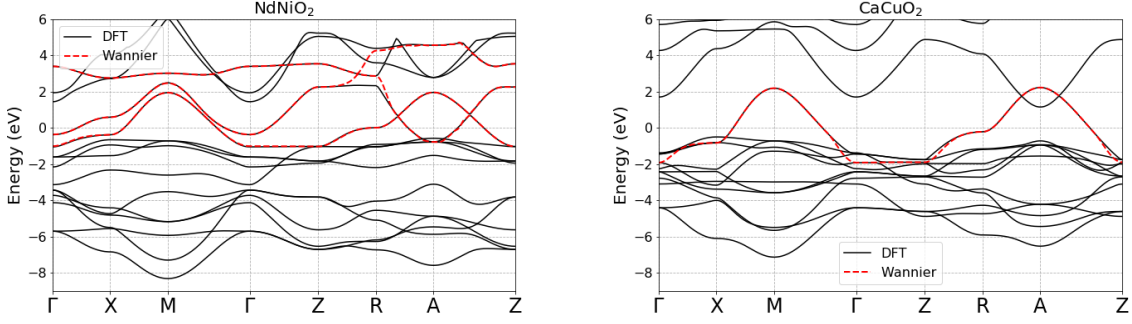 NdNiO₂
DFT
Wannier
Energy (eV)
6
4
2
0
−2
−4
−6
−8
Γ X M Γ Z R A Z
CaCuO₂
Energy (eV)
6
4
2
0
−2
−4
−6
−8
DFT
Wannier
Γ X M Γ Z R A Z